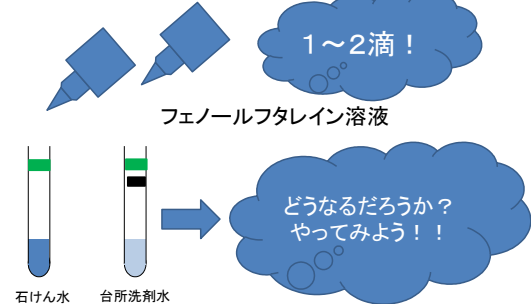 1～2滴！
フェノールフタレイン溶液
どうなるだろうか？
やってみよう！！
石けん水
台所洗剤水